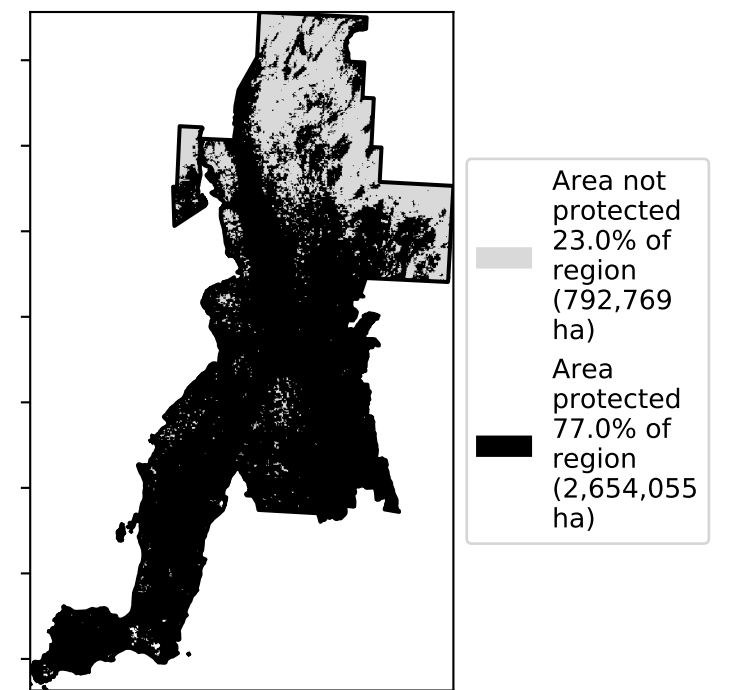 Area not
protected
23.0% of
region
(792,769
ha)
Area
protected
77.0% of
region
(2,654,055
ha)